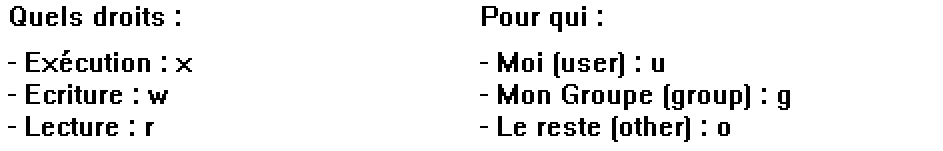 Quels droits :
- Exécution : x
- Ecriture : w
- Lecture : r
Pour qui :
- Moi (user) : u
- Mon Groupe (group) : g
- Le reste (other) : o